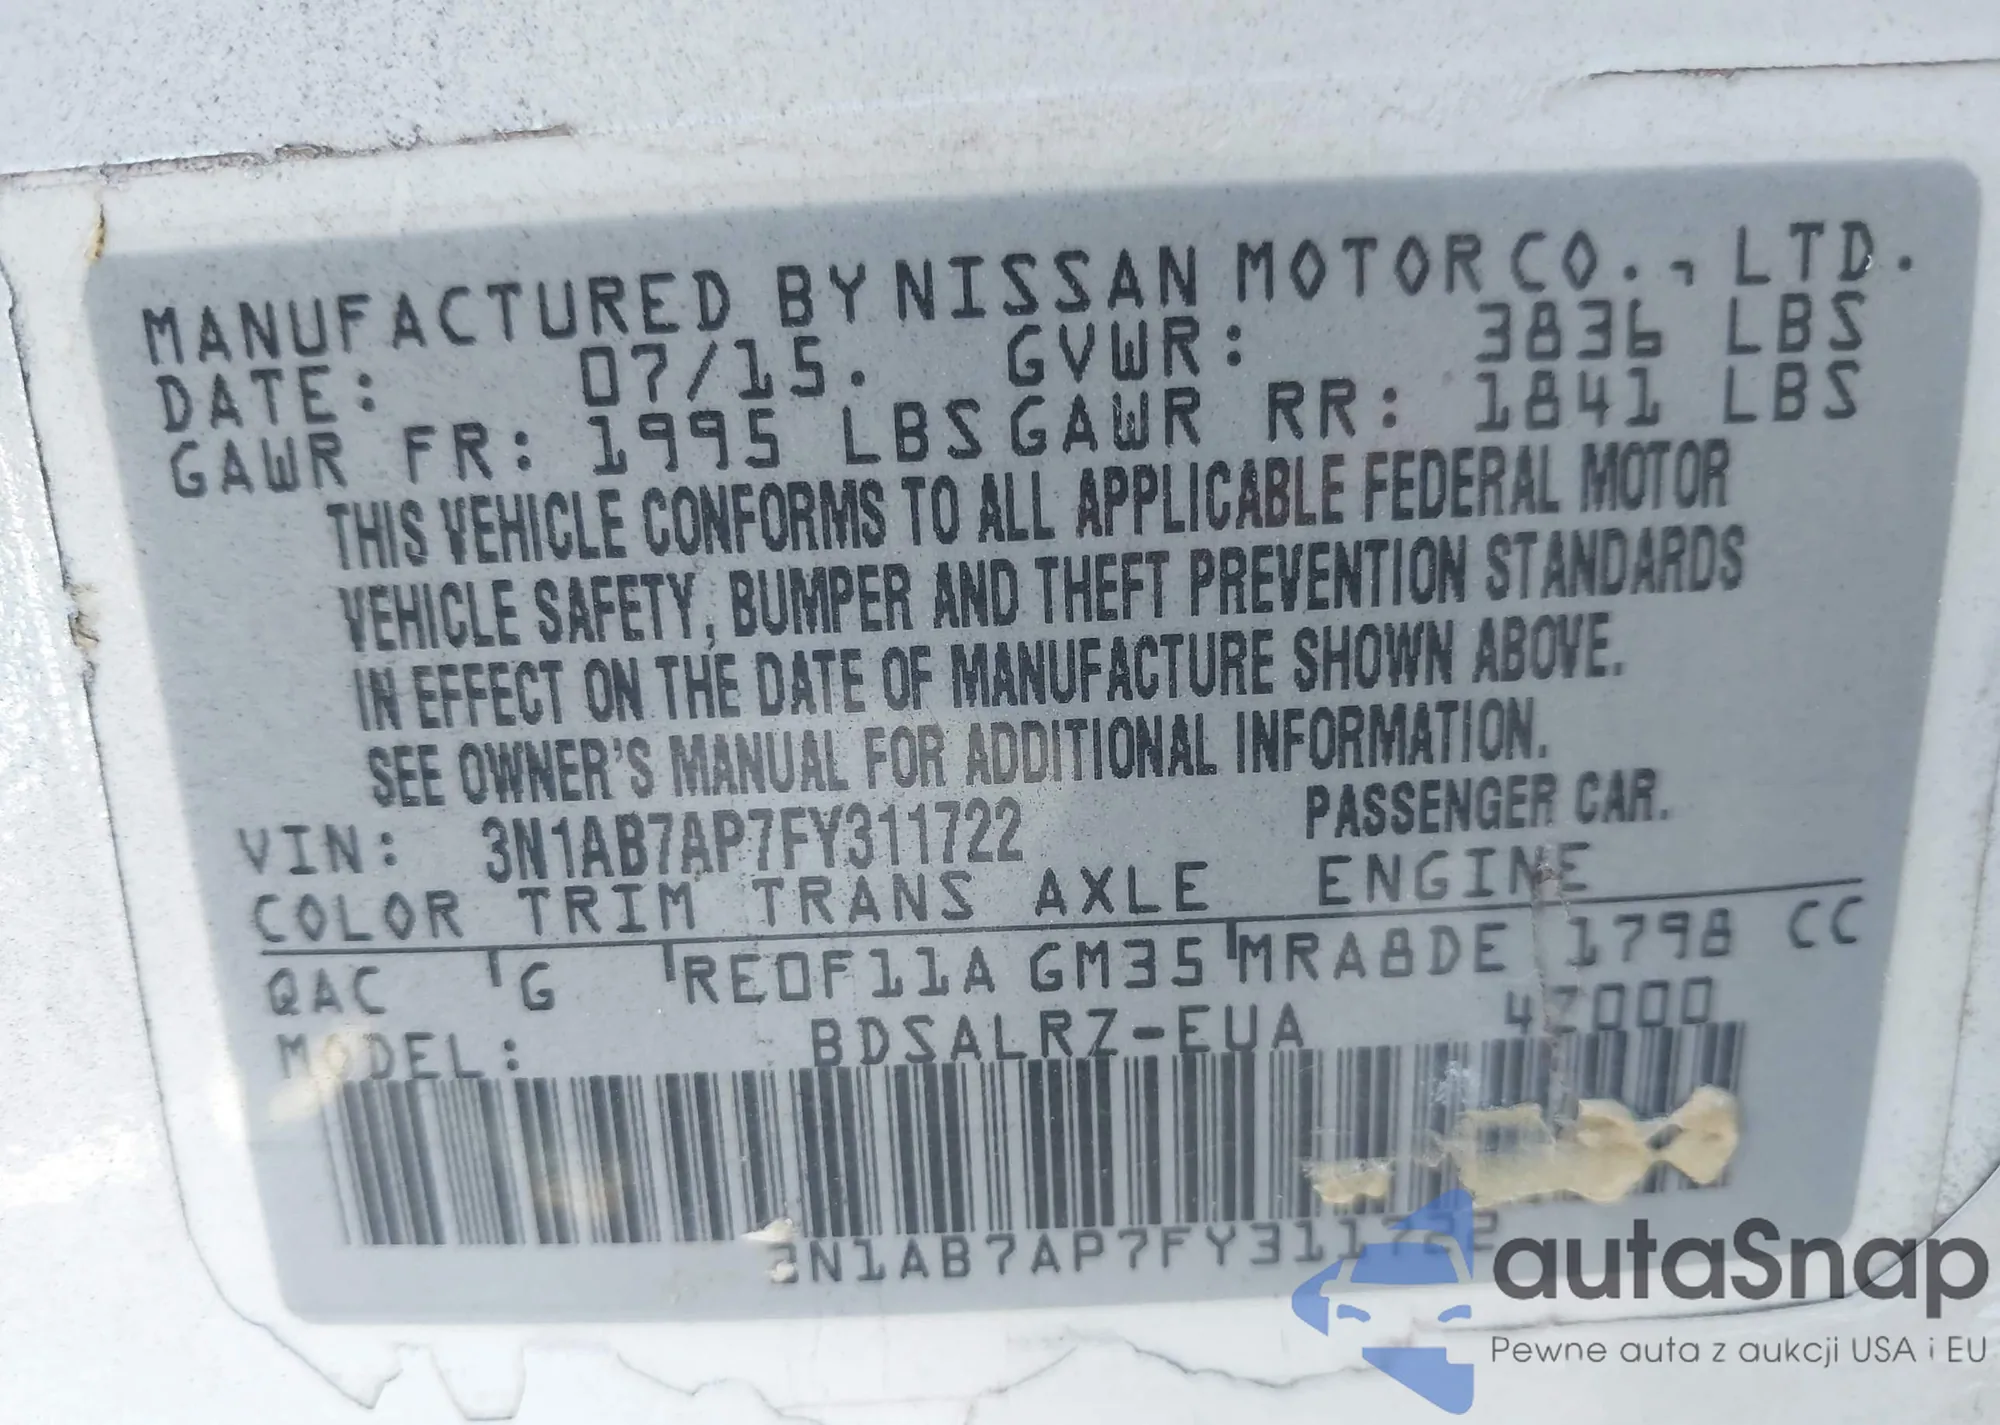 MANUFACTURED BY NISSAN MOTOR CO., LTD.
DATE: 07/15. GVWR: 3836 LBS
GAWR FR: 1995 LBS GAWR RR: 1841 LBS
THIS VEHICLE CONFORMS TO ALL APPLICABLE FEDERAL MOTOR
VEHICLE SAFETY, BUMPER AND THEFT PREVENTION STANDARDS
IN EFFECT ON THE DATE OF MANUFACTURE SHOWN ABOVE.
SEE OWNER'S MANUAL FOR ADDITIONAL INFORMATION.
VIN: 3N1AB7AP7FY311722 PASSENGER CAR.
COLOR TRIM TRANS AXLE ENGINE
QAC G RE0F11A GM35 MRA8DE 1798 CC
MODEL: BDSALRZ-EUA 4Z000
3N1AB7AP7FY311722
autaSnap
Pewne auta z aukcji USA i EU